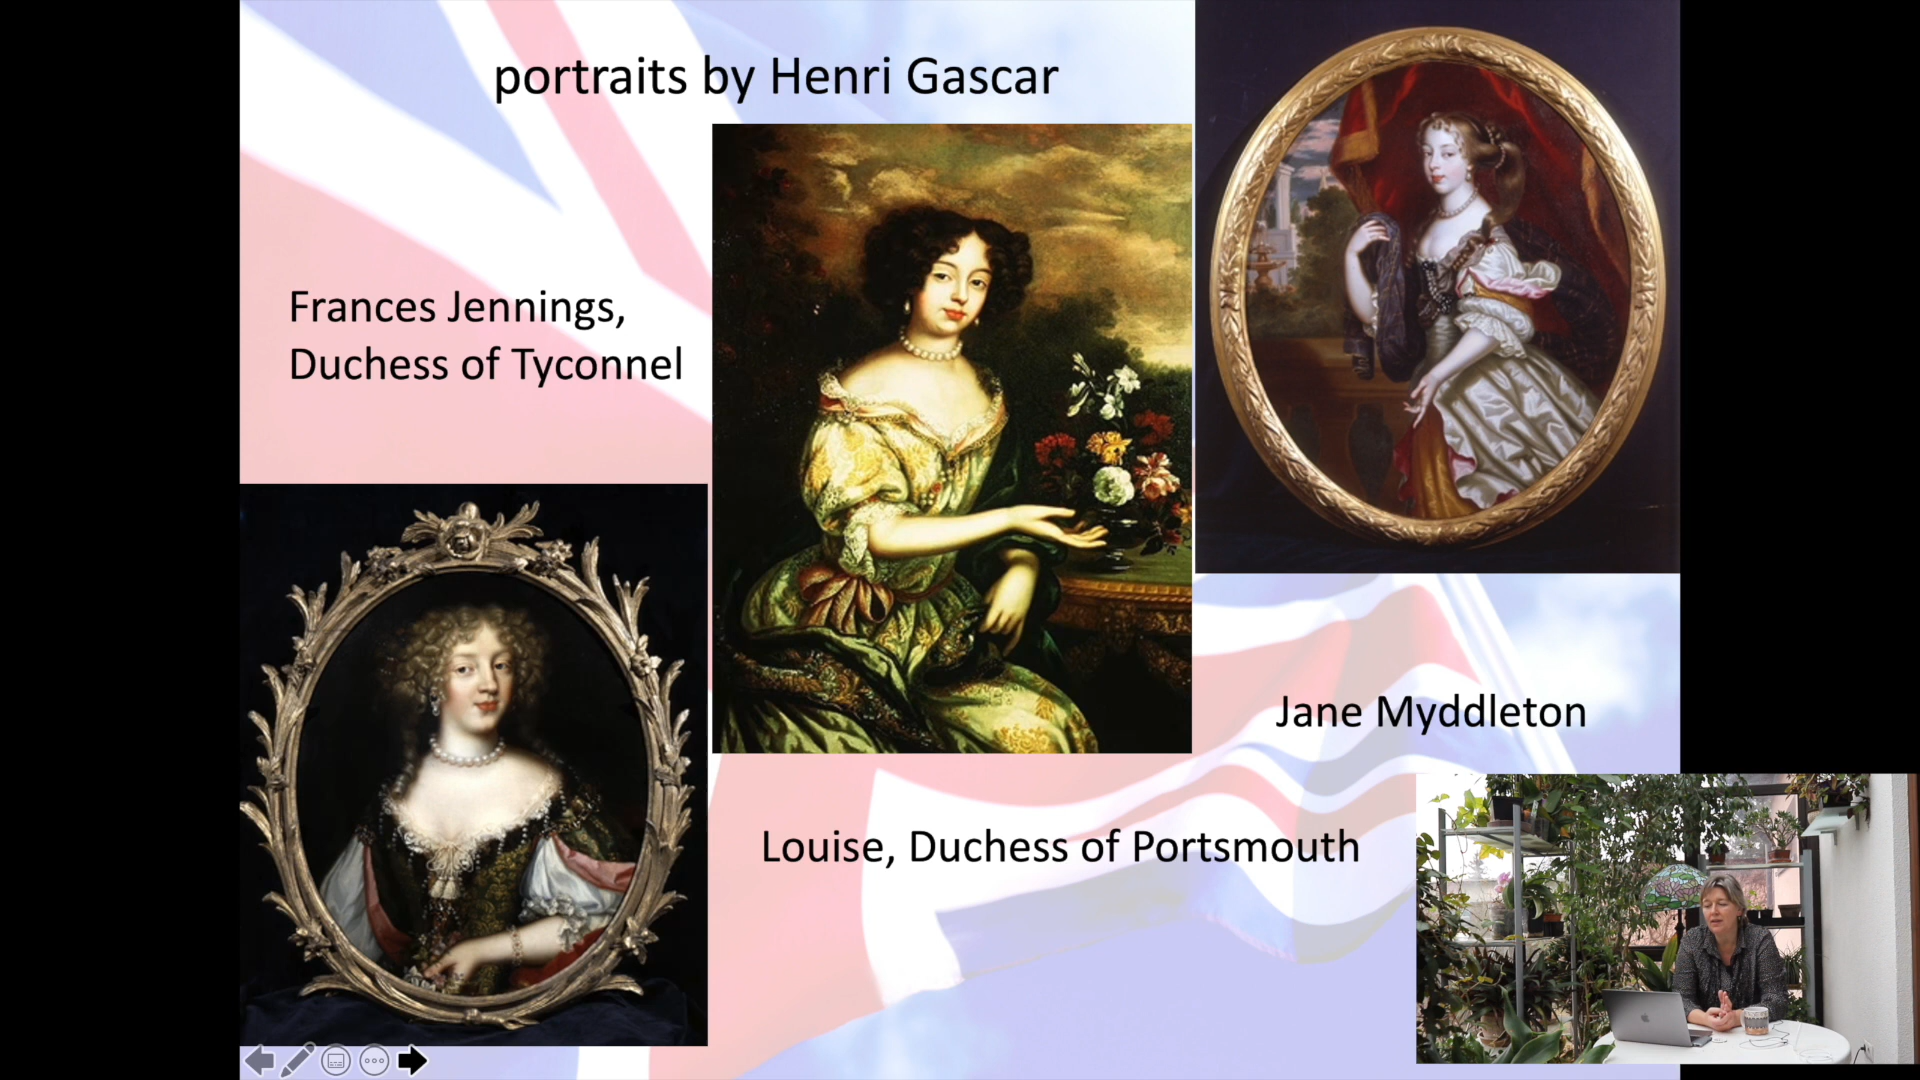 portraits by Henri Gascar
Frances Jennings,
Duchess of Tyconnel
Jane Myddleton
Louise, Duchess of Portsmouth